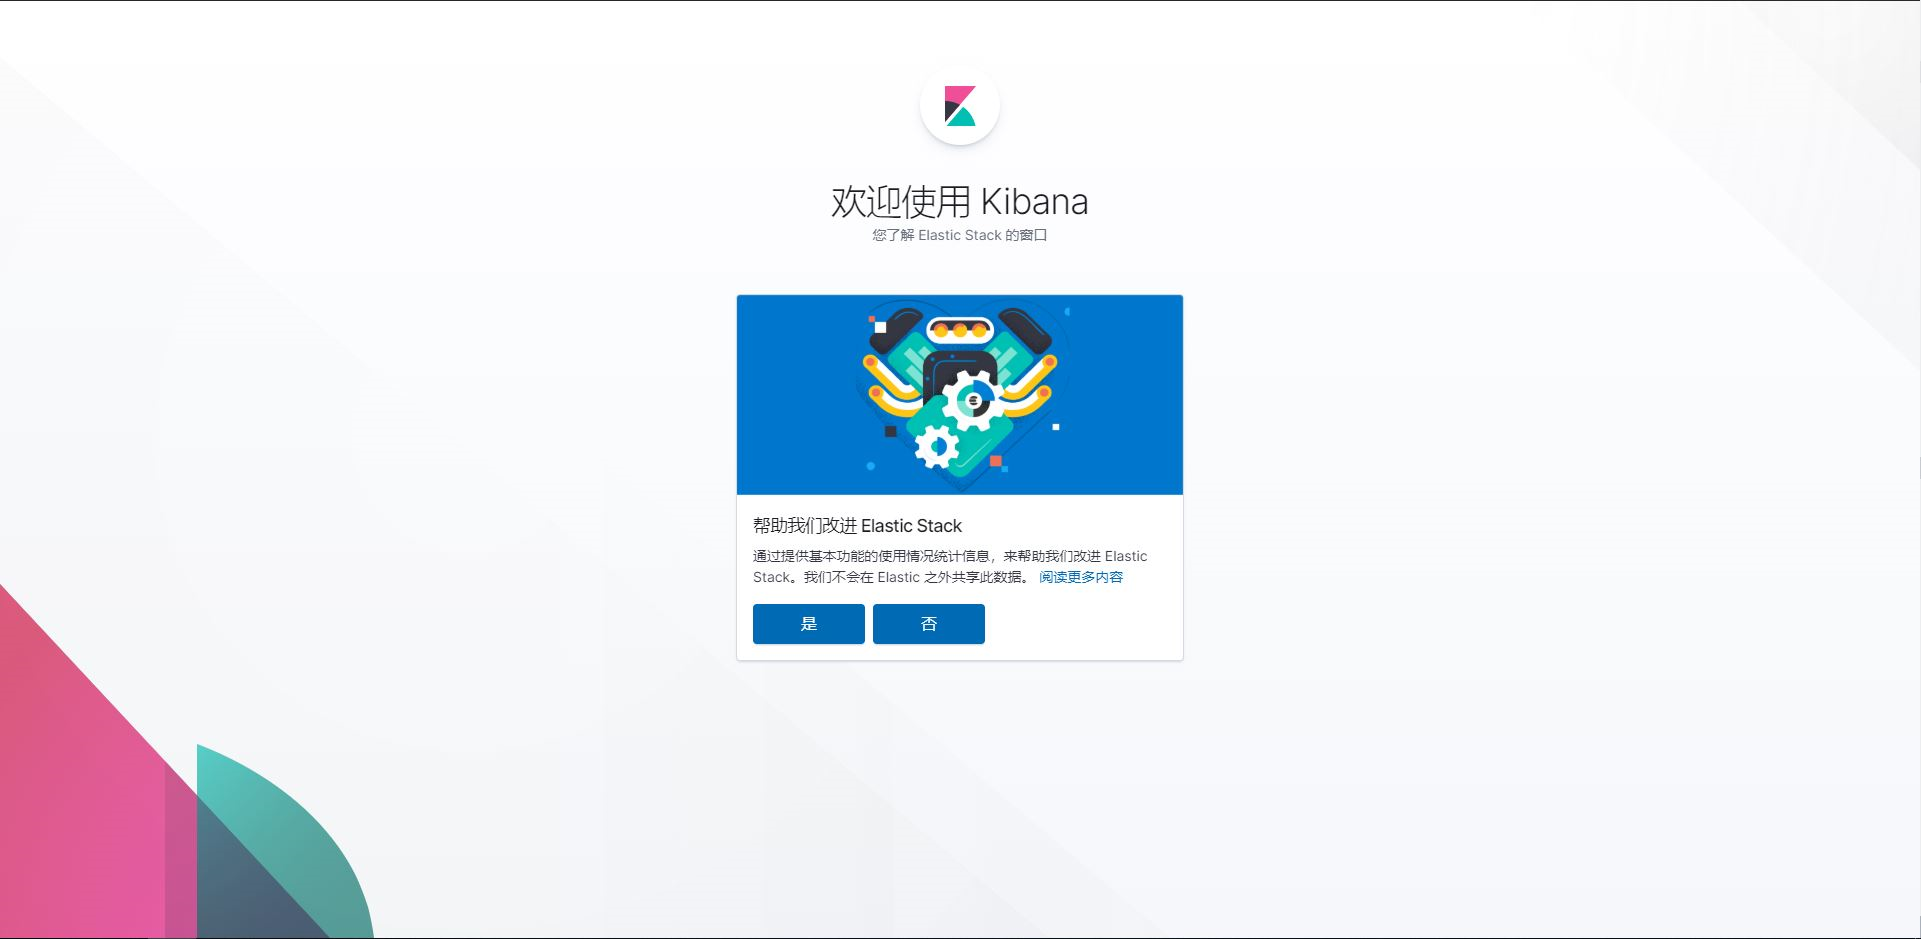 欢迎使用 Kibana
您了解 Elastic Stack 的窗口
帮助我们改进 Elastic Stack
通过提供基本功能的使用情况统计信息，来帮助我们改进 Elastic
Stack。我们不会在 Elastic 之外共享此数据。 阅读更多内容
是 否